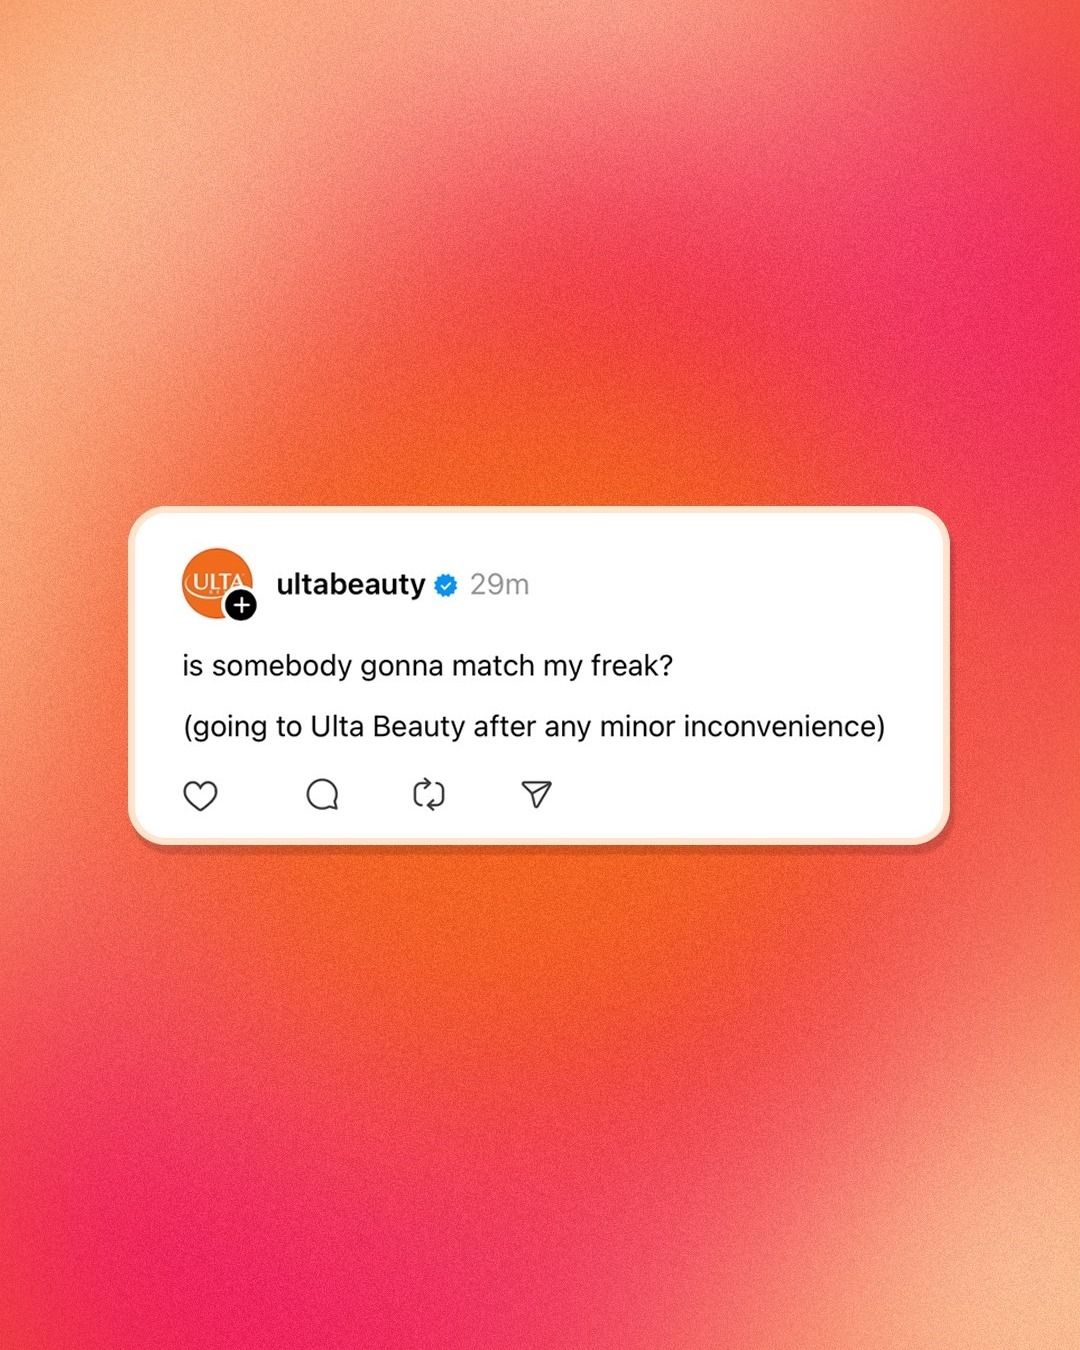 ULTA
ultabeauty 29m
is somebody gonna match my freak?
(going to Ulta Beauty after any minor inconvenience)